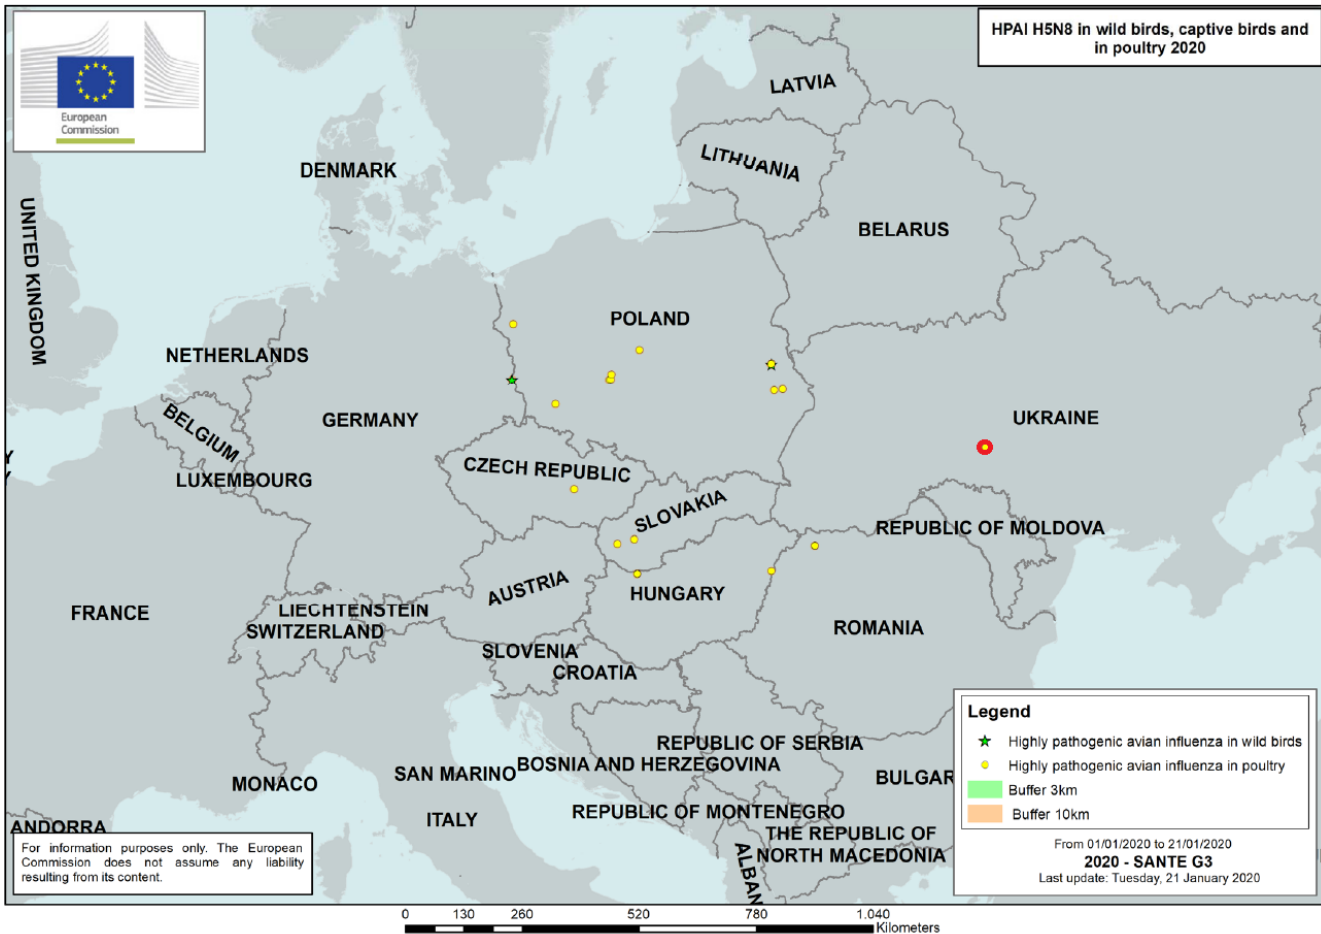 HPAI H5N8 in wild birds, captive birds and
in poultry 2020
European
Commission
LATVIA
LITHUANIA
DENMARK
BELARUS
UNITED KINGDOM
POLAND
NETHERLANDS
GERMANY
UKRAINE
BELGIUM
CZECH REPUBLIC
Y
LUXEMBOURG
SLOVAKIA
REPUBLIC OF MOLDOVA
AUSTRIA
HUNGARY
FRANCE
LIECHTENSTEIN
SWITZERLAND
ROMANIA
SLOVENIA
CROATIA
REPUBLIC OF SERBIA
BOSNIA AND HERZEGOVINA
SAN MARINO
MONACO
BULGAR
REPUBLIC OF MONTENEGRO
ITALY
ANDORRA
THE REPUBLIC OF
NORTH MACEDONIA
ALBAN
Legend
Highly pathogenic avian influenza in wild birds
Highly pathogenic avian influenza in poultry
Buffer 3km
Buffer 10km
From 01/01/2020 to 21/01/2020
2020 - SANTE G3
Last update: Tuesday, 21 January 2020
For information purposes only. The European
Commission does not assume any liability
resulting from its content.
0 130 260 520 780 1.040
Kilometers